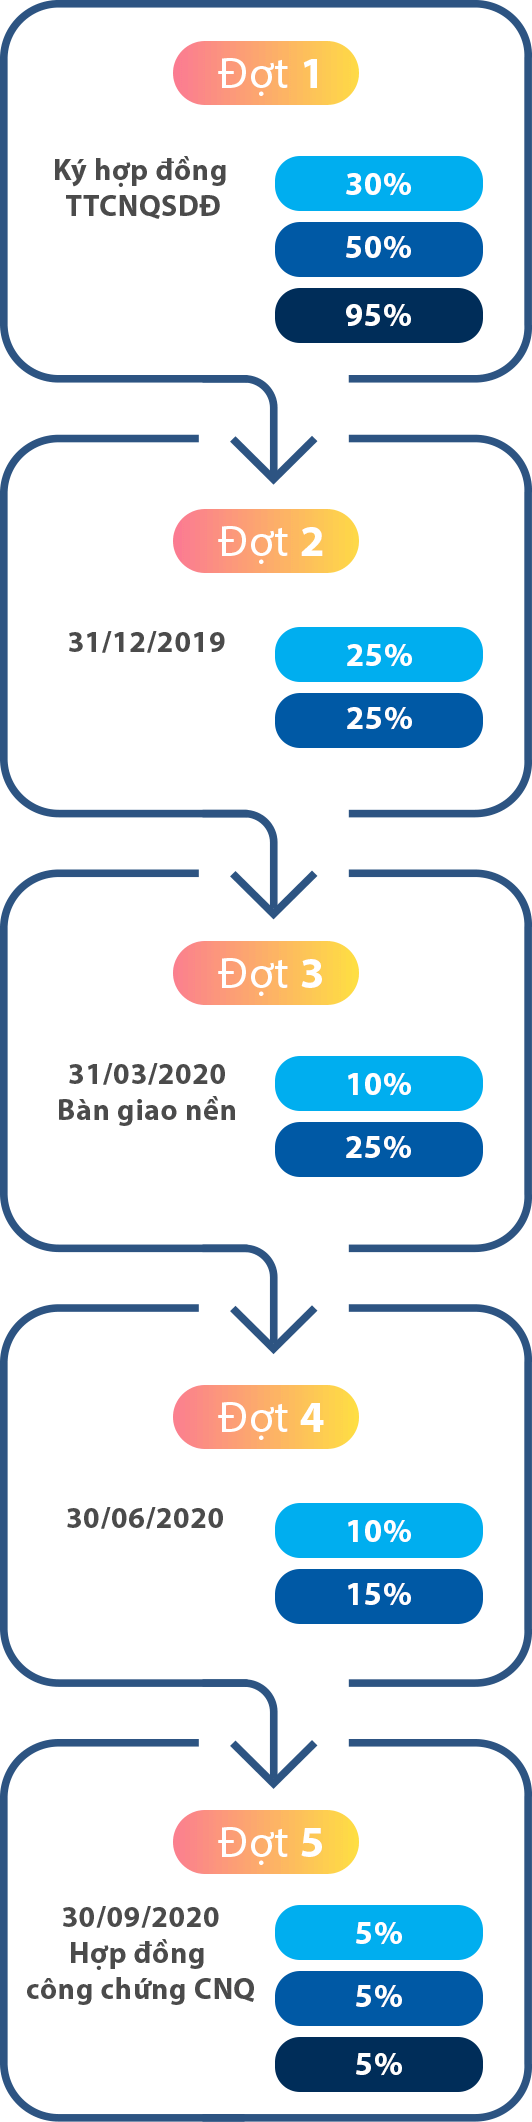 Đợt 1
Ký hợp đồng
TTCNQSDĐ
30%
50%
95%
Đợt 2
31/12/2019
25%
25%
Đợt 3
31/03/2020
Bàn giao nền
10%
25%
Đợt 4
30/06/2020
10%
15%
Đợt 5
30/09/2020
Hợp đồng
công chứng CNQ
5%
5%
5%